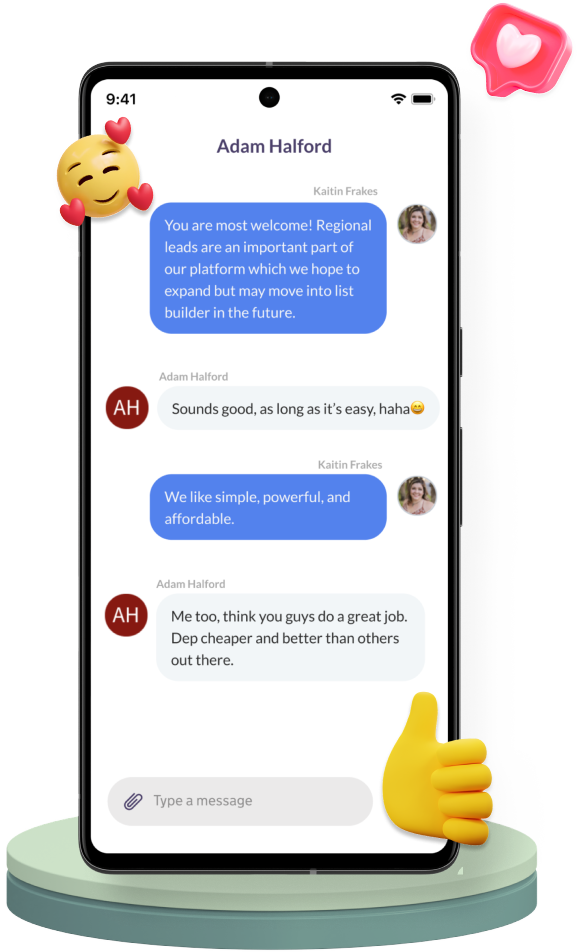 9:41
Adam Halford
Kaitin Frakes
You are most welcome! Regional
leads are an important part of
our platform which we hope to
expand but may move into list
builder in the future.
Adam Halford
AH
Sounds good, as long as it’s easy, haha😀
Kaitin Frakes
We like simple, powerful, and
affordable.
Adam Halford
AH
Me too, think you guys do a great job.
Dep cheaper and better than others
out there.
Type a message